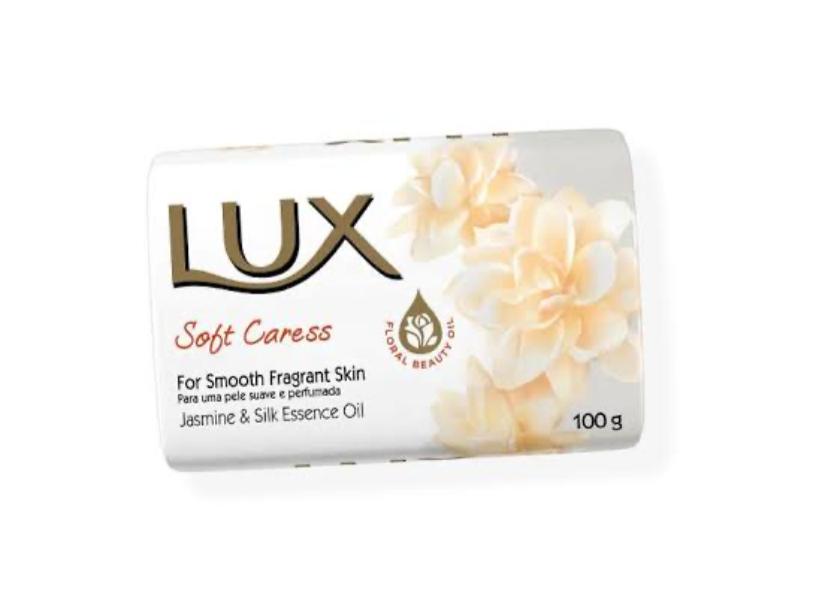 LUX
Soft Caress
FLORAL BEAUTY OIL
For Smooth Fragrant Skin
Para uma pele suave e perfumada
Jasmine & Silk Essence Oil
100 g